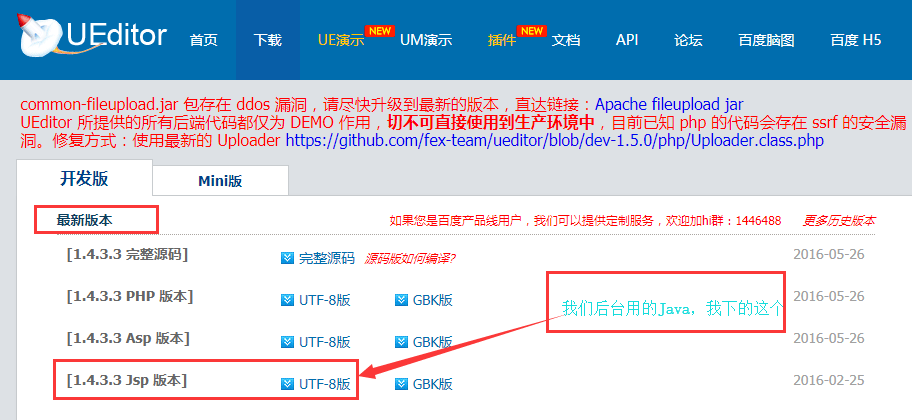 UEditor 首页 下载 UE演示 NEW UM演示 插件 NEW 文档 API 论坛 百度脑图 百度 H5
common-fileupload.jar 包存在 ddos 漏洞，请尽快升级到最新的版本，直达链接：Apache fileupload jar
UEditor 所提供的所有后端代码都仅为 DEMO 作用，切不可直接使用到生产环境中，目前已知 php 的代码会存在 ssrf 的安全漏
洞。修复方式：使用最新的 Uploader https://github.com/fex-team/ueditor/blob/dev-1.5.0/php/Uploader.class.php
开发版 Mini版
最新版本 如果您是百度产品线用户，我们可以提供定制服务，欢迎加hi群：1446488 更多历史版本
[1.4.3.3 完整源码] 完整源码 源码版如何编译? 2016-05-26
[1.4.3.3 PHP 版本] UTF-8版 GBK版 2016-05-26
我们后台用的Java，我下的这个
[1.4.3.3 Asp 版本] UTF-8版 GBK版 2016-05-26
[1.4.3.3 Jsp 版本] UTF-8版 GBK版 2016-02-25